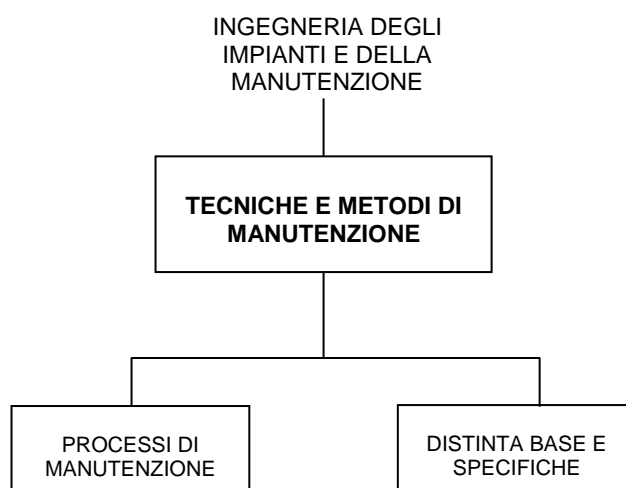 INGEGNERIA DEGLI
IMPIANTI E DELLA
MANUTENZIONE
TECNICHE E METODI DI
MANUTENZIONE
PROCESSI DI
MANUTENZIONE
DISTINTA BASE E
SPECIFICHE